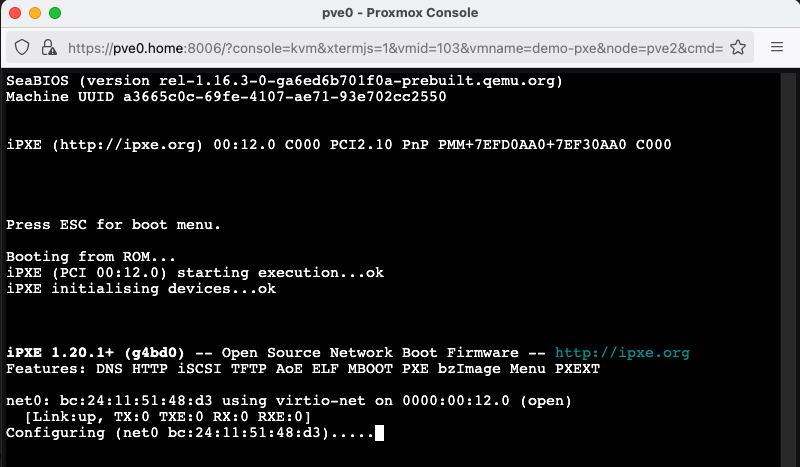 pve0 - Proxmox Console
https://pve0.home:8006/?console=kvm&xtermjs=1&vmid=103&vmname=demo-pxe&node=pve2&cmd=
SeaBIOS (version rel-1.16.3-0-ga6ed6b701f0a-prebuilt.qemu.org)
Machine UUID a3665c0c-69fe-4107-ae71-93e702cc2550
iPXE (http://ipxe.org) 00:12.0 C000 PCI2.10 PnP PMM+7EFD0AA0+7EF30AA0 C000
Press ESC for boot menu.
Booting from ROM...
iPXE (PCI 00:12.0) starting execution...ok
iPXE initialising devices...ok
iPXE 1.20.1+ (g4bd0) -- Open Source Network Boot Firmware -- http://ipxe.org
Features: DNS HTTP iSCSI TFTP AoE ELF MBOOT PXE bzImage Menu PXEXT
net0: bc:24:11:51:48:d3 using virtio-net on 0000:00:12.0 (open)
[Link:up, TX:0 TXE:0 RX:0 RXE:0]
Configuring (net0 bc:24:11:51:48:d3).....